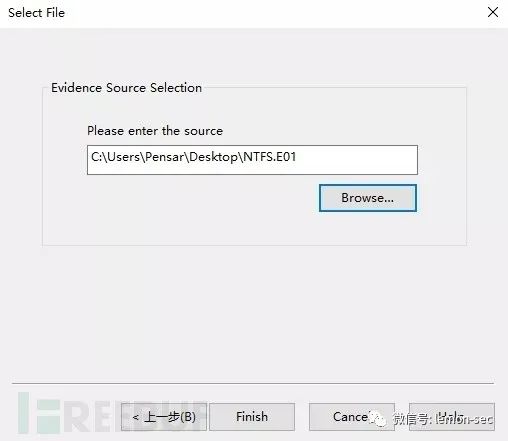 Select File
Evidence Source Selection
Please enter the source
C:\Users\Pensar\Desktop\NTFS.E01
Browse...
< 上一步(B)
Finish
Cancel
Help
REEBUF
微信号: lemon-sec